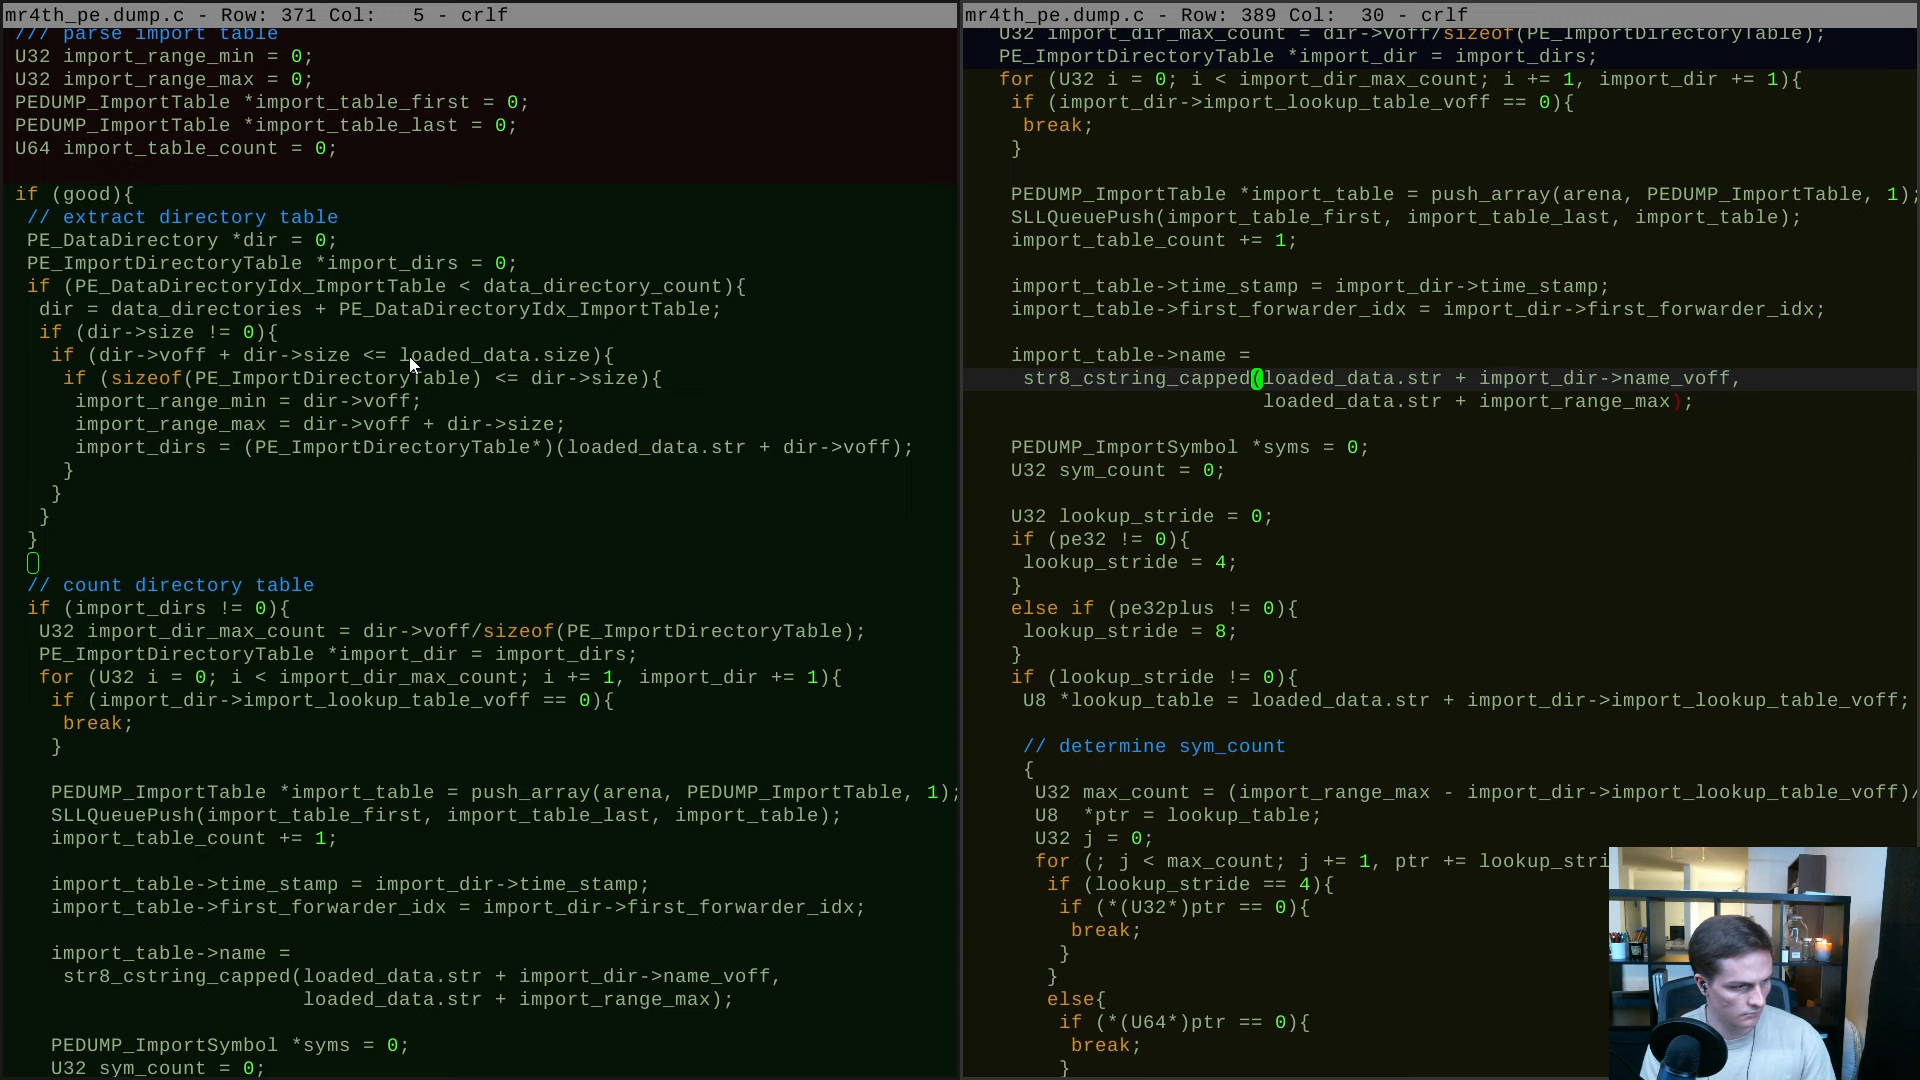 mr4th_pe.dump.c - Row: 371 Col:   5 - crlf
/// parse import table
U32 import_range_min = 0;
U32 import_range_max = 0;
PEDUMP_ImportTable *import_table_first = 0;
PEDUMP_ImportTable *import_table_last = 0;
U64 import_table_count = 0;
if (good){
// extract directory table
PE_DataDirectory *dir = 0;
PE_ImportDirectoryTable *import_dirs = 0;
if (PE_DataDirectoryIdx_ImportTable < data_directory_count){
dir = data_directories + PE_DataDirectoryIdx_ImportTable;
if (dir->size != 0){
if (dir->voff + dir->size <= loaded_data.size){
if (sizeof(PE_ImportDirectoryTable) <= dir->size){
import_range_min = dir->voff;
import_range_max = dir->voff + dir->size;
import_dirs = (PE_ImportDirectoryTable*)(loaded_data.str + dir->voff);
}
}
}
}
// count directory table
if (import_dirs != 0){
U32 import_dir_max_count = dir->voff/sizeof(PE_ImportDirectoryTable);
PE_ImportDirectoryTable *import_dir = import_dirs;
for (U32 i = 0; i < import_dir_max_count; i += 1, import_dir += 1){
if (import_dir->import_lookup_table_voff == 0){
break;
}
PEDUMP_ImportTable *import_table = push_array(arena, PEDUMP_ImportTable, 1);
SLLQueuePush(import_table_first, import_table_last, import_table);
import_table_count += 1;
import_table->time_stamp = import_dir->time_stamp;
import_table->first_forwarder_idx = import_dir->first_forwarder_idx;
import_table->name =
str8_cstring_capped(loaded_data.str + import_dir->name_voff,
loaded_data.str + import_range_max);
PEDUMP_ImportSymbol *syms = 0;
U32 sym_count = 0;
mr4th_pe.dump.c - Row: 389 Col:  30 - crlf
U32 import_dir_max_count = dir->voff/sizeof(PE_ImportDirectoryTable);
PE_ImportDirectoryTable *import_dir = import_dirs;
for (U32 i = 0; i < import_dir_max_count; i += 1, import_dir += 1){
if (import_dir->import_lookup_table_voff == 0){
break;
}
PEDUMP_ImportTable *import_table = push_array(arena, PEDUMP_ImportTable, 1);
SLLQueuePush(import_table_first, import_table_last, import_table);
import_table_count += 1;
import_table->time_stamp = import_dir->time_stamp;
import_table->first_forwarder_idx = import_dir->first_forwarder_idx;
import_table->name =
str8_cstring_capped(loaded_data.str + import_dir->name_voff,
loaded_data.str + import_range_max);
PEDUMP_ImportSymbol *syms = 0;
U32 sym_count = 0;
U32 lookup_stride = 0;
if (pe32 != 0){
lookup_stride = 4;
}
else if (pe32plus != 0){
lookup_stride = 8;
}
if (lookup_stride != 0){
U8 *lookup_table = loaded_data.str + import_dir->import_lookup_table_voff;
// determine sym_count
{
U32 max_count = (import_range_max - import_dir->import_lookup_table_voff)/
U8  *ptr = lookup_table;
U32 j = 0;
for (; j < max_count; j += 1, ptr += lookup_stri
if (lookup_stride == 4){
if (*(U32*)ptr == 0){
break;
}
}
else{
if (*(U64*)ptr == 0){
break;
}